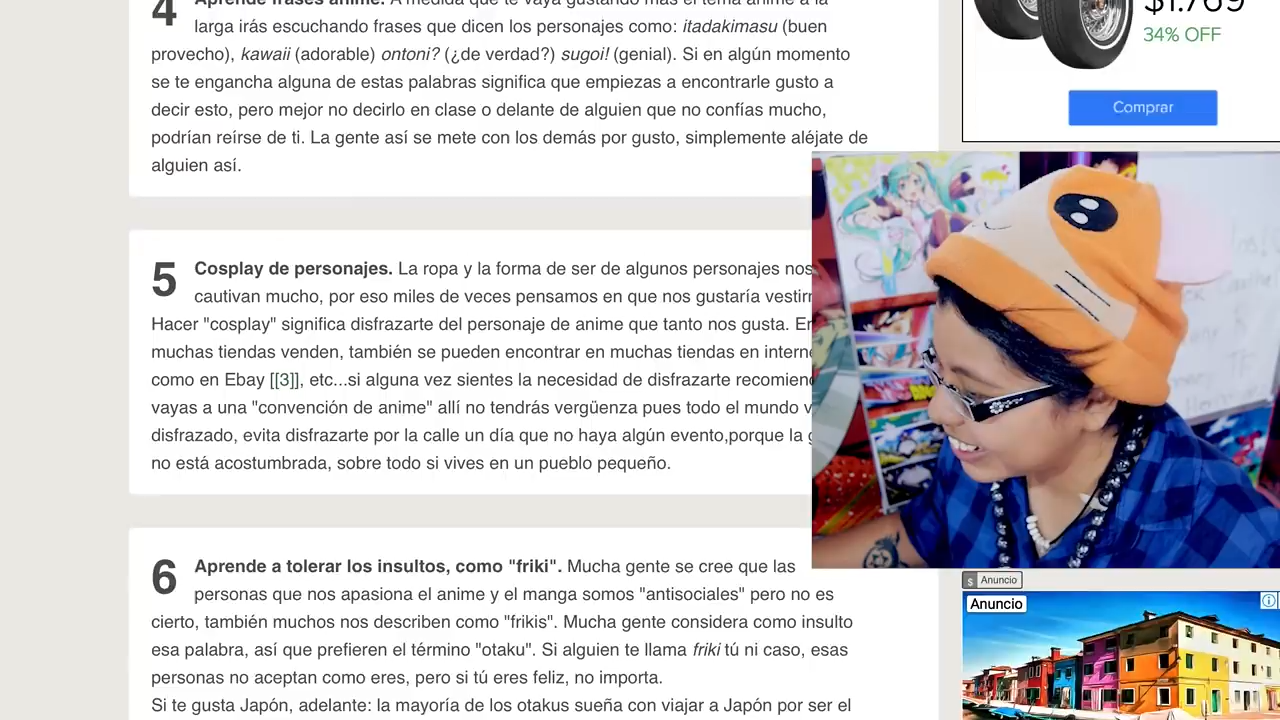 4 Aprende frases anime. A medida que te vaya gustando más el tema anime a la
larga irás escuchando frases que dicen los personajes como: itadakimasu (buen
provecho), kawaii (adorable) ontoni? (¿de verdad?) sugoi! (genial). Si en algún momento
se te engancha alguna de estas palabras significa que empiezas a encontrarle gusto a
decir esto, pero mejor no decirlo en clase o delante de alguien que no confías mucho,
podrían reírse de ti. La gente así se mete con los demás por gusto, simplemente aléjate de
alguien así.
5 Cosplay de personajes. La ropa y la forma de ser de algunos personajes nos
cautivan mucho, por eso miles de veces pensamos en que nos gustaría
Hacer "cosplay" significa disfrazarte del personaje de anime que tanto nos gusta. En
muchas tiendas venden, también se pueden encontrar en muchas tiendas en
como en Ebay [[3]], etc...si alguna vez sientes la necesidad de disfrazarte
vayas a una "convención de anime" allí no tendrás vergüenza pues todo el mundo
disfrazado, evita disfrazarte por la calle un día que no haya algún evento,porque la
no está acostumbrada, sobre todo si vives en un pueblo pequeño.
6 Aprende a tolerar los insultos, como "friki". Mucha gente se cree que las
personas que nos apasiona el anime y el manga somos "antisociales" pero no es
cierto, también muchos nos describen como "frikis". Mucha gente considera como insulto
esa palabra, así que prefieren el término "otaku". Si alguien te llama friki tú ni caso, esas
personas no aceptan como eres, pero si tú eres feliz, no importa.
Si te gusta Japón, adelante: la mayoría de los otakus sueña con viajar a Japón por ser el
$1.769
34% OFF
Comprar
$ Anuncio
Anuncio